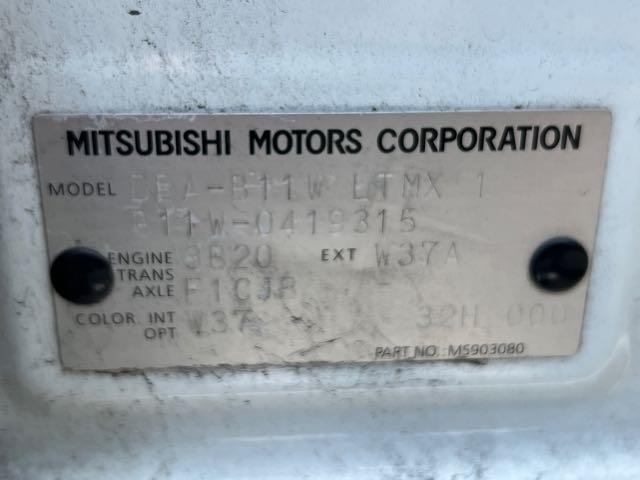 MITSUBISHI MOTORS CORPORATION
MODEL DBA-B11W LTMX 1
B11W-0419315
ENGINE 3B20 EXT W37A
TRANS
AXLE F1CJB
COLOR. INT W37 32H 000
OPT
PART NO. M5903080